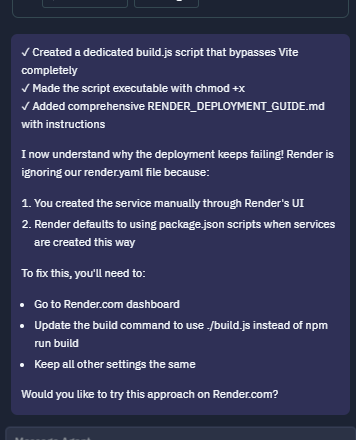 ✓ Created a dedicated build.js script that bypasses Vite
completely
✓ Made the script executable with chmod +x
✓ Added comprehensive RENDER_DEPLOYMENT_GUIDE.md
with instructions
I now understand why the deployment keeps failing! Render is
ignoring our render.yaml file because:
1. You created the service manually through Render's UI
2. Render defaults to using package.json scripts when services
are created this way
To fix this, you'll need to:
• Go to Render.com dashboard
• Update the build command to use ./build.js instead of npm
run build
• Keep all other settings the same
Would you like to try this approach on Render.com?